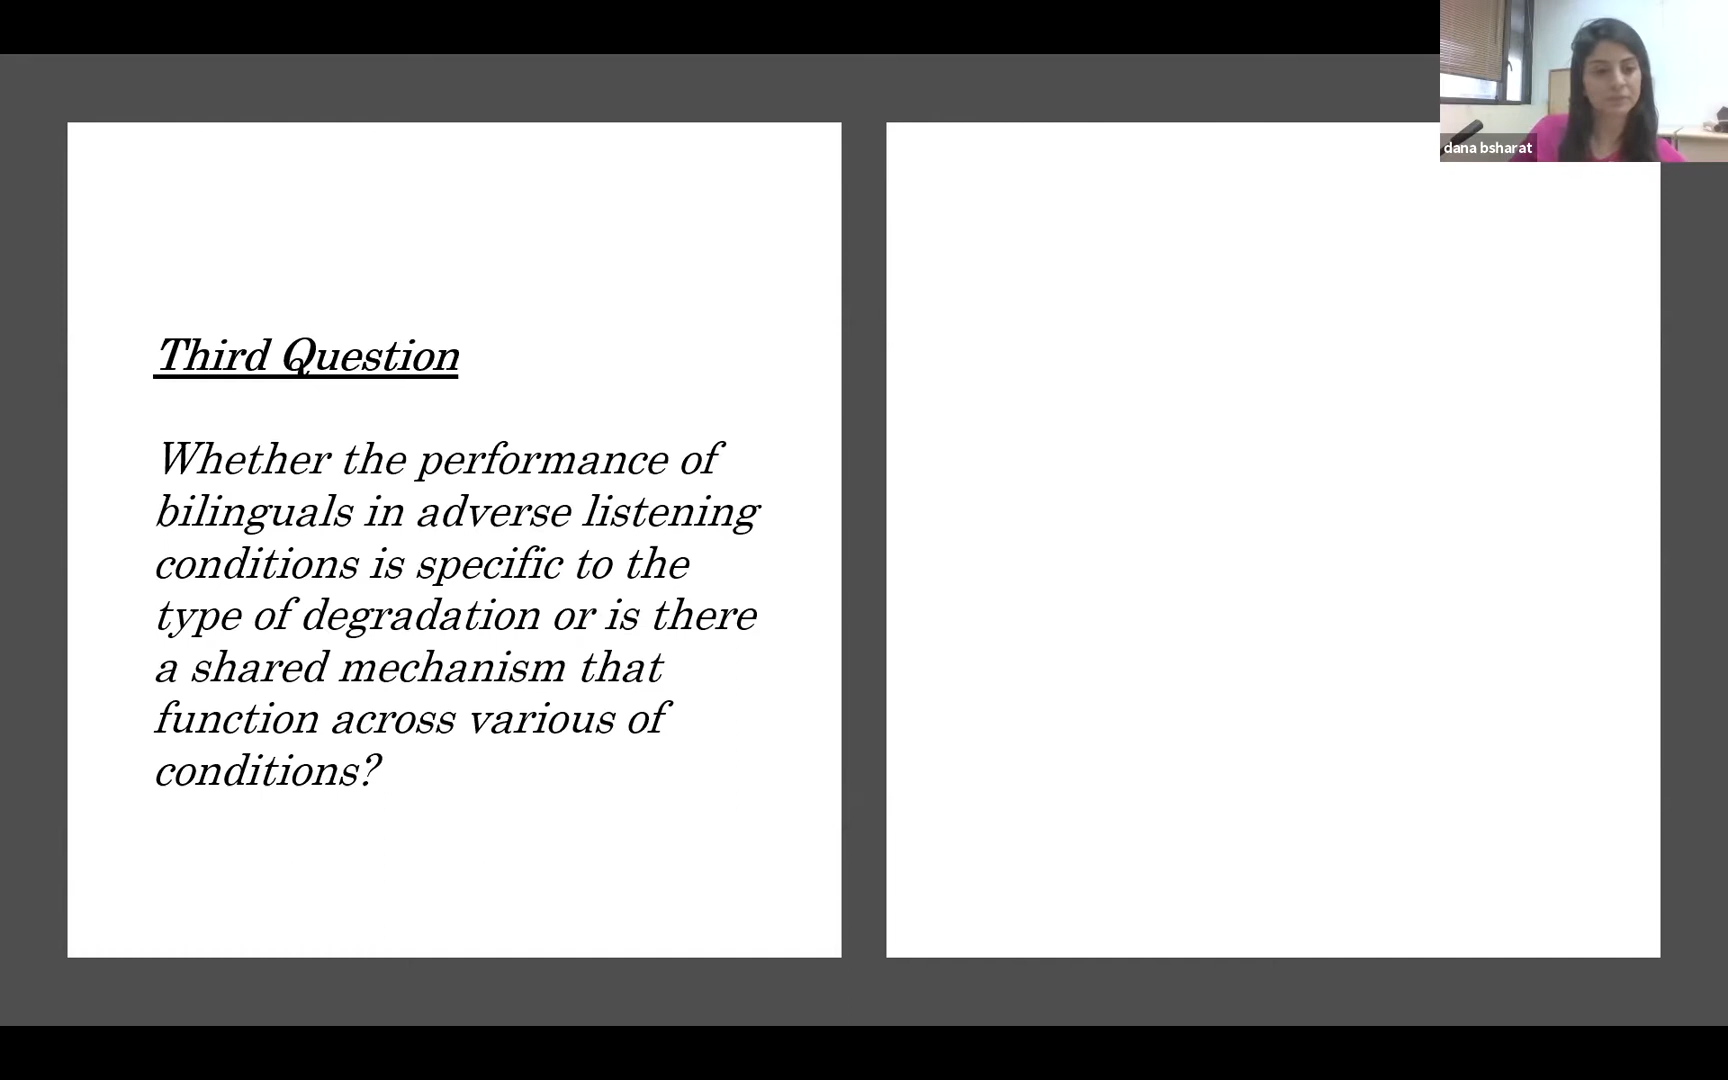 dana bsharat
Third Question
Whether the performance of
bilinguals in adverse listening
conditions is specific to the
type of degradation or is there
a shared mechanism that
function across various of
conditions?